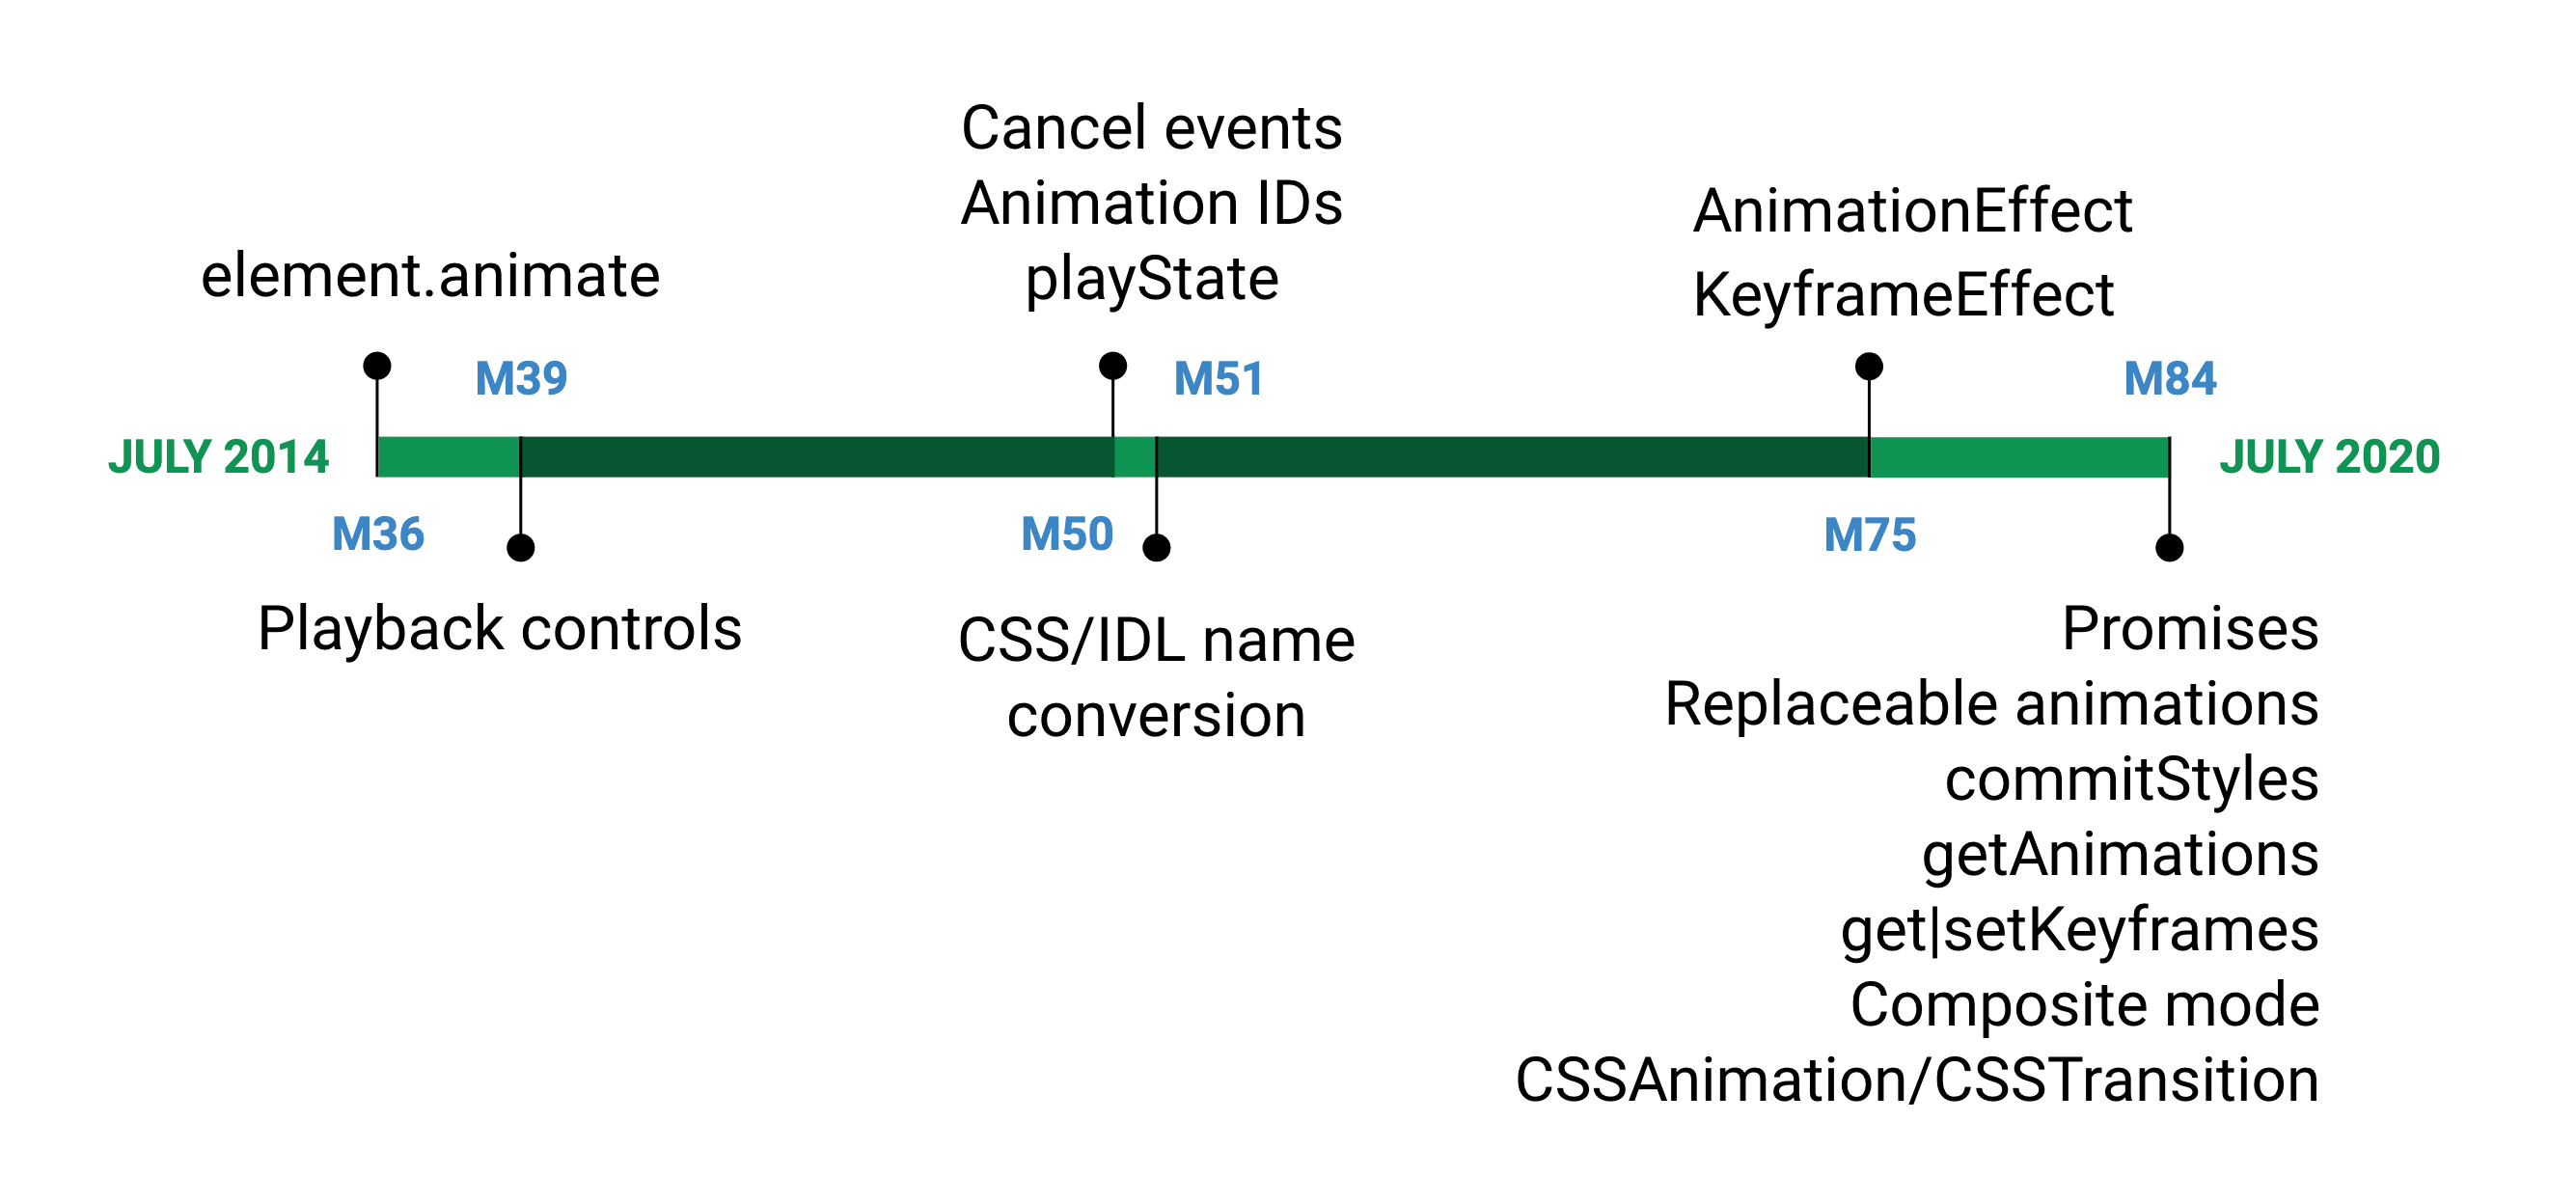 Cancel events
Animation IDs
playState
AnimationEffect
KeyframeEffect
element.animate
M39
M51
M84
JULY 2014
JULY 2020
M36
M50
M75
Playback controls
CSS/IDL name
conversion
Promises
Replaceable animations
commitStyles
getAnimations
get|setKeyframes
Composite mode
CSSAnimation/CSSTransition